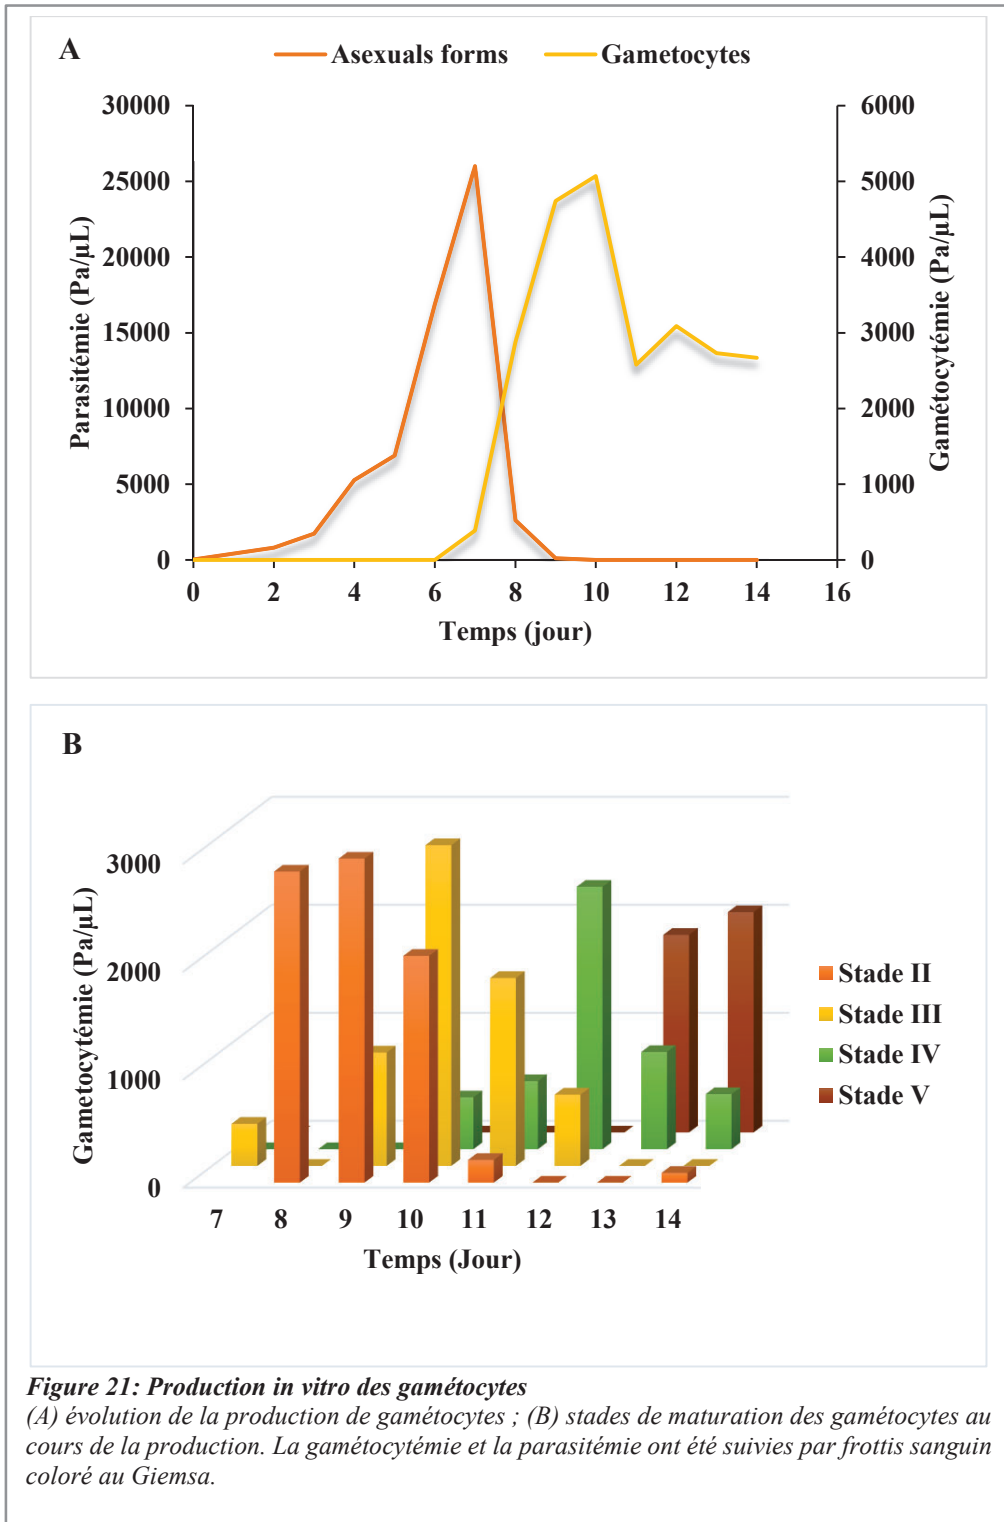 A
Asexuals forms Gametocytes
30000 6000
25000 5000
20000 4000
15000 3000
10000 2000
5000 1000
0 0
Parasitémie (Pa/µL)
Gamétocytémie (Pa/µL)
0 2 4 6 8 10 12 14 16
Temps (jour)
B
3000
2000
1000
0
Gametocytémie (Pa/µL)
7 8 9 10 11 12 13 14
Temps (Jour)
Stade II
Stade III
Stade IV
Stade V
Figure 21: Production in vitro des gamétocytes
(A) évolution de la production de gamétocytes ; (B) stades de maturation des gamétocytes au
cours de la production. La gamétocytémie et la parasitémie ont été suivies par frottis sanguin
coloré au Giemsa.